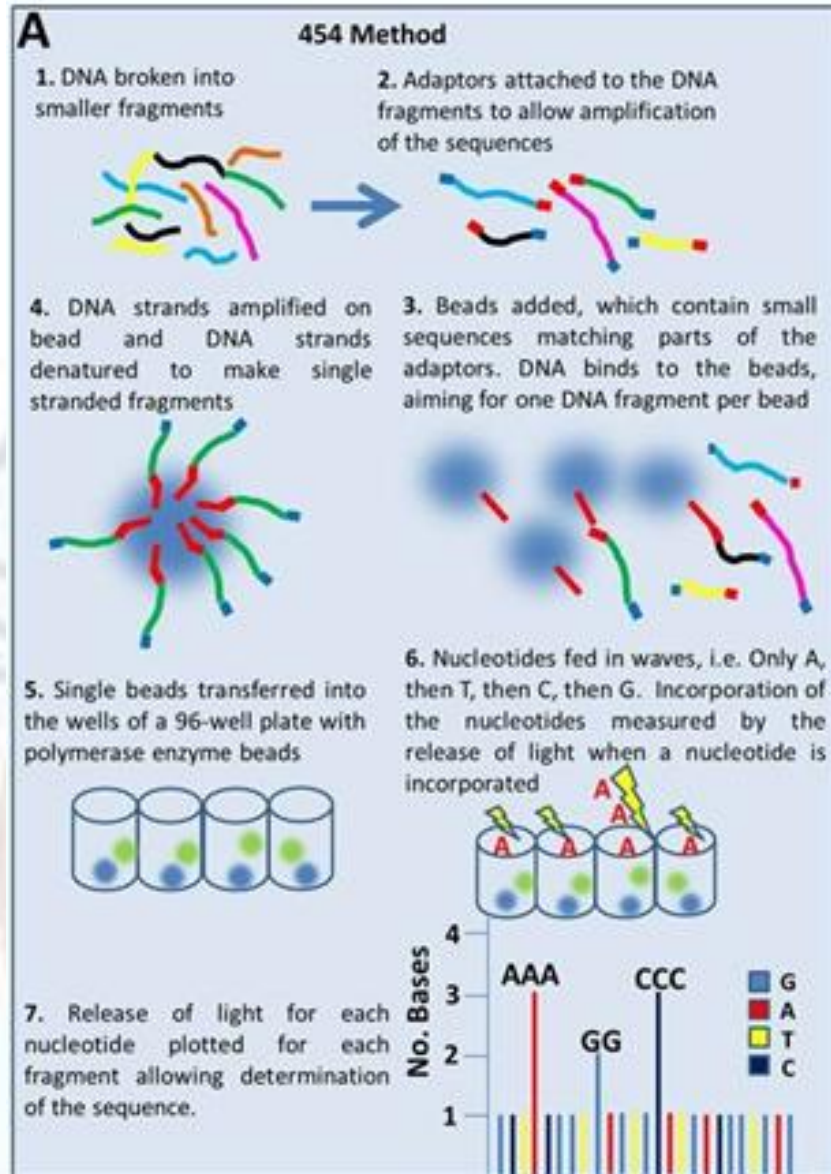 A
454 Method
1. DNA broken into
smaller fragments
2. Adaptors attached to the DNA
fragments to allow amplification
of the sequences
4. DNA strands amplified on
bead and DNA strands
denatured to make single
stranded fragments
3. Beads added, which contain small
sequences matching parts of the
adaptors. DNA binds to the beads,
aiming for one DNA fragment per bead
5. Single beads transferred into
the wells of a 96-well plate with
polymerase enzyme beads
6. Nucleotides fed in waves, i.e. Only A,
then T, then C, then G. Incorporation of
the nucleotides measured by the
release of light when a nucleotide is
incorporated
A
A
A A A A
7. Release of light for each
nucleotide plotted for each
fragment allowing determination
of the sequence.
No. Bases
4
3
2
1
AAA
GG
CCC
G
A
T
C